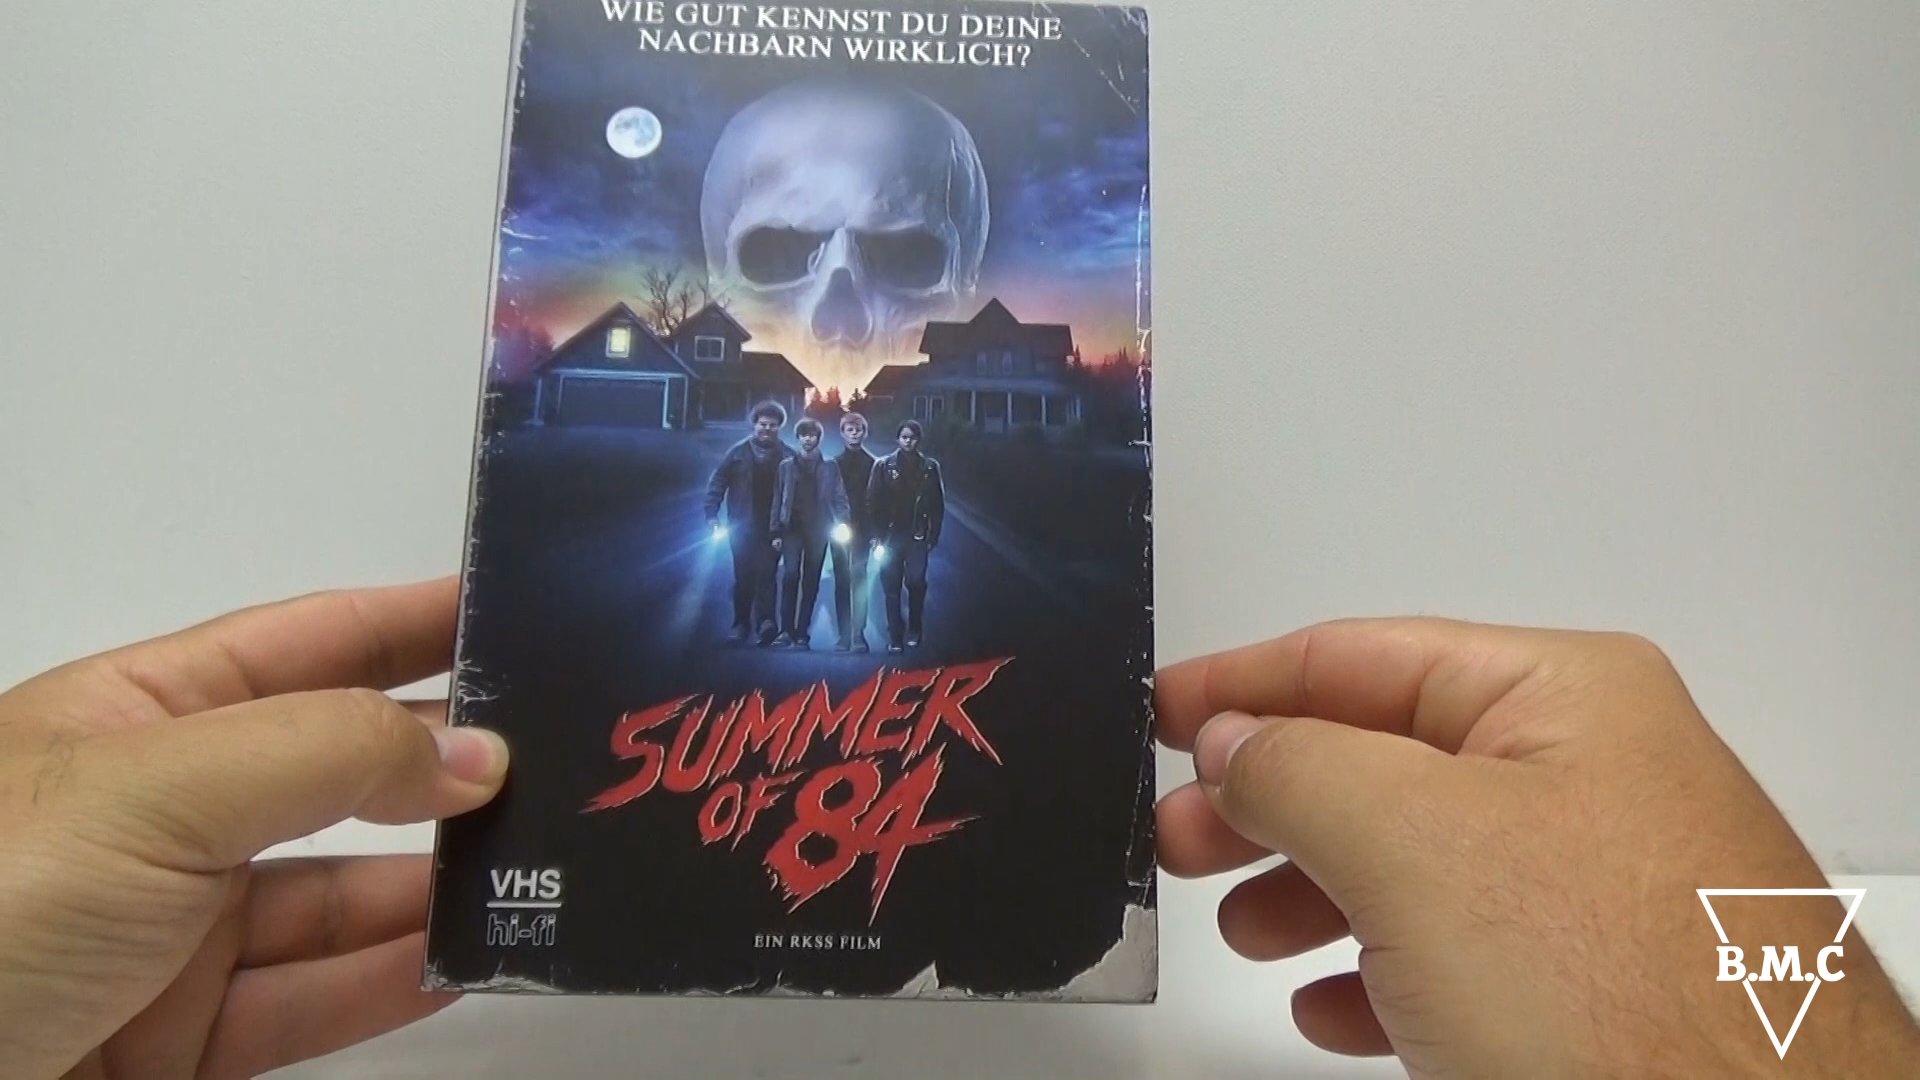 WIE GUT KENNST DU DEINE
NACHBARN WIRKLICH?
SUMMER
OF 84
VHS
hi-fi
EIN RKSS FILM
B.M.C